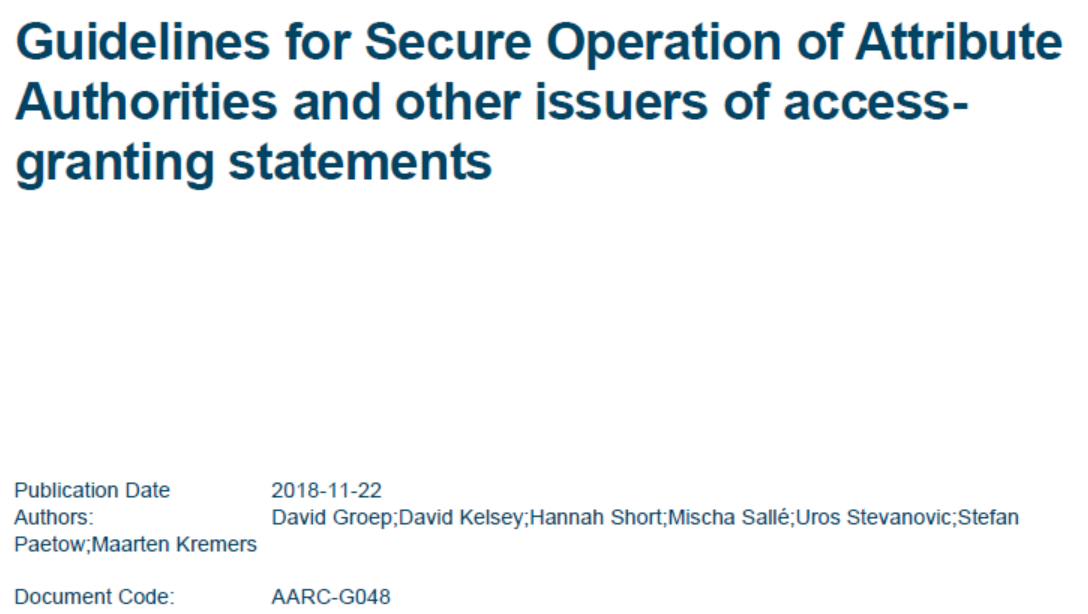 Guidelines for Secure Operation of Attribute
Authorities and other issuers of access-
granting statements
Publication Date 2018-11-22
Authors: David Groep;David Kelsey;Hannah Short;Mischa Sallé;Uros Stevanovic;Stefan
Paetow;Maarten Kremers
Document Code: AARC-G048